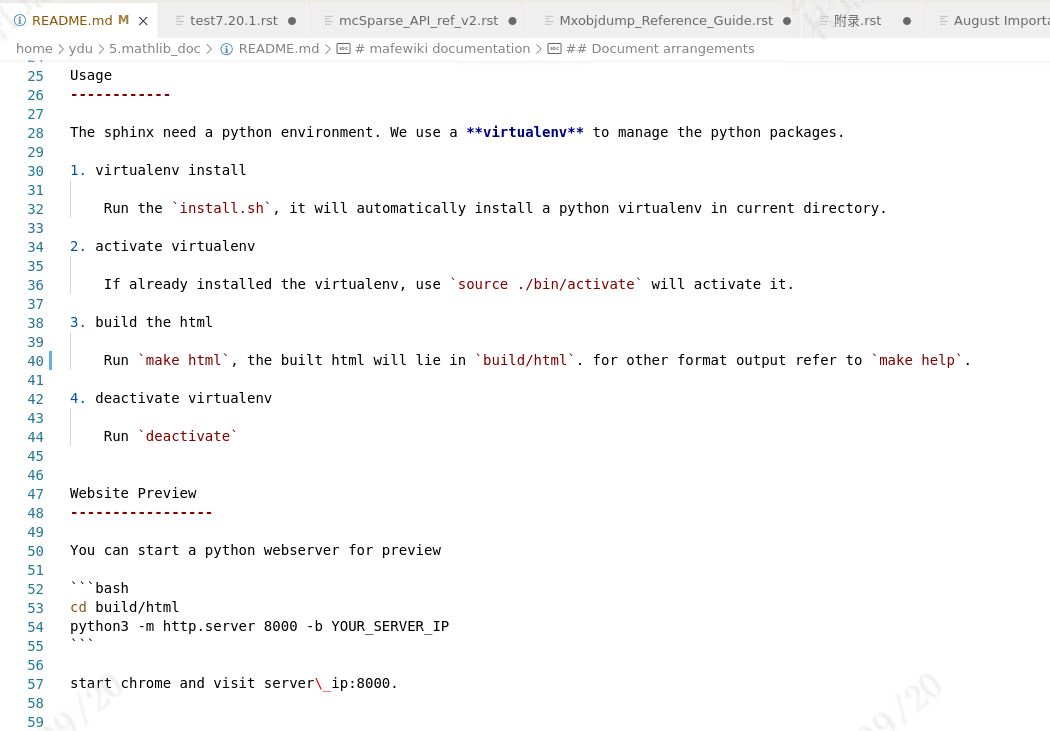 README.md M
test7.20.1.rst
mcSparse_API_ref_v2.rst
Mxobjdump_Reference_Guide.rst
附录.rst
August Importa
home > ydu > 5.mathlib_doc > README.md > # mafewiki documentation > ## Document arrangements
25 Usage
26 ------------
27
28 The sphinx need a python environment. We use a **virtualenv** to manage the python packages.
29
30 1. virtualenv install
31
32 Run the `install.sh`, it will automatically install a python virtualenv in current directory.
33
34 2. activate virtualenv
35
36 If already installed the virtualenv, use `source ./bin/activate` will activate it.
37
38 3. build the html
39
40 Run `make html`, the built html will lie in `build/html`. for other format output refer to `make help`.
41
42 4. deactivate virtualenv
43
44 Run `deactivate`
45
46
47 Website Preview
48 -----------------
49
50 You can start a python webserver for preview
51
52 ```bash
53 cd build/html
54 python3 -m http.server 8000 -b YOUR_SERVER_IP
55 ```
56
57 start chrome and visit server\_ip:8000.
58
59